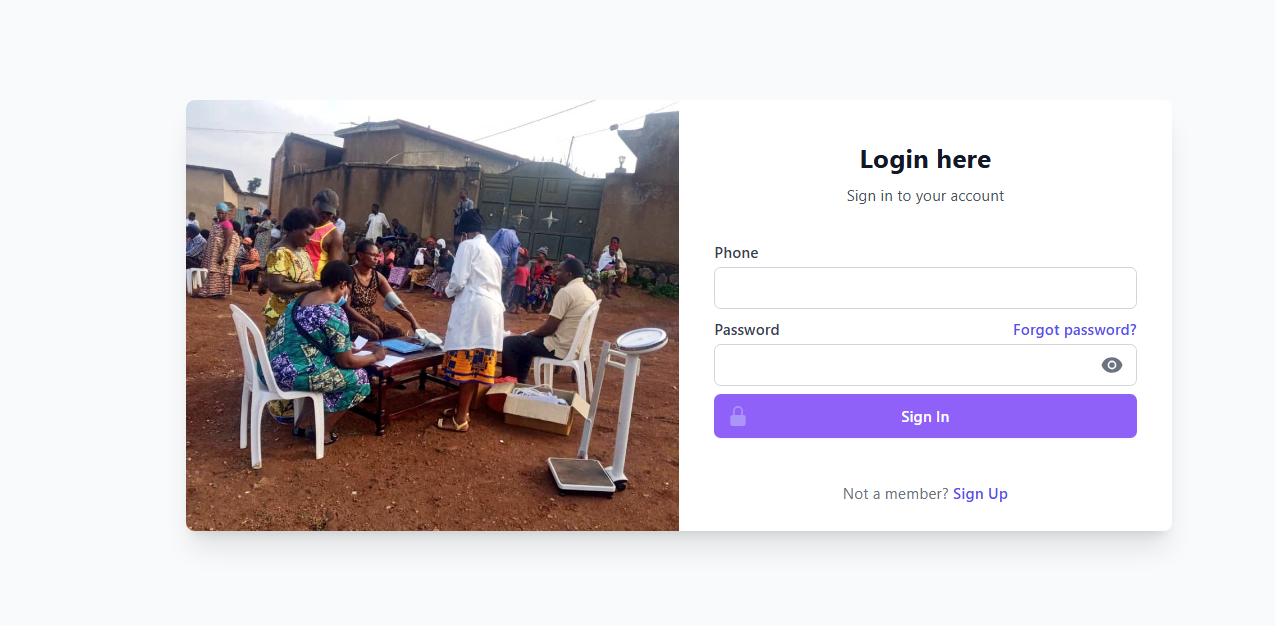 Login here
Sign in to your account
Phone
Password Forgot password?
Sign In
Not a member? Sign Up